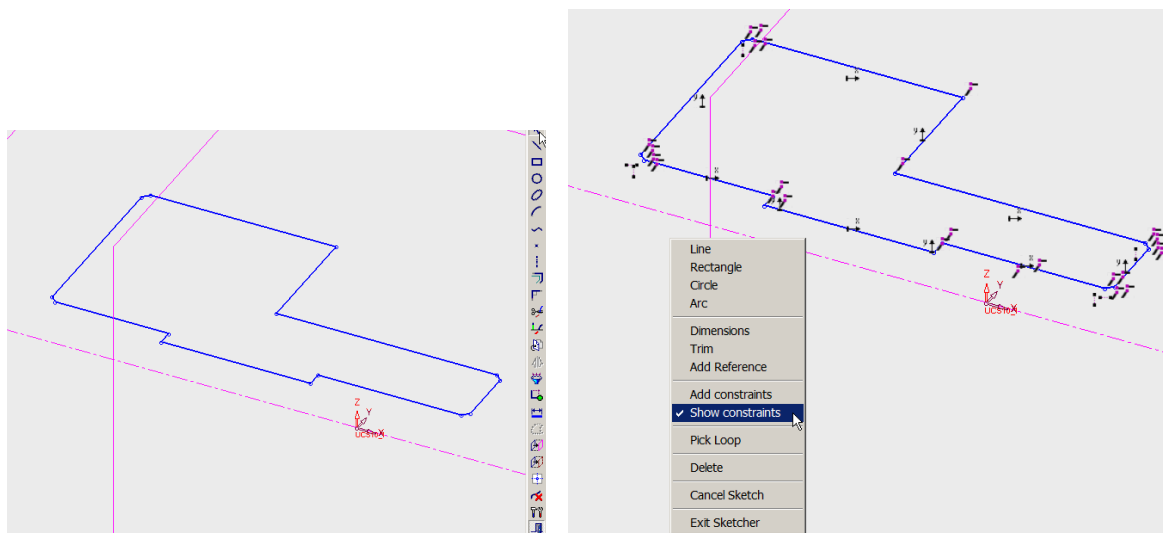 Z
Y
X
Line
Rectangle
Circle
Arc
Dimensions
Trim
Add Reference
Add constraints
Show constraints
Pick Loop
Delete
Cancel Sketch
Exit Sketcher
x
y
y
x
y
x
x
y
y
x
Z
Y
X